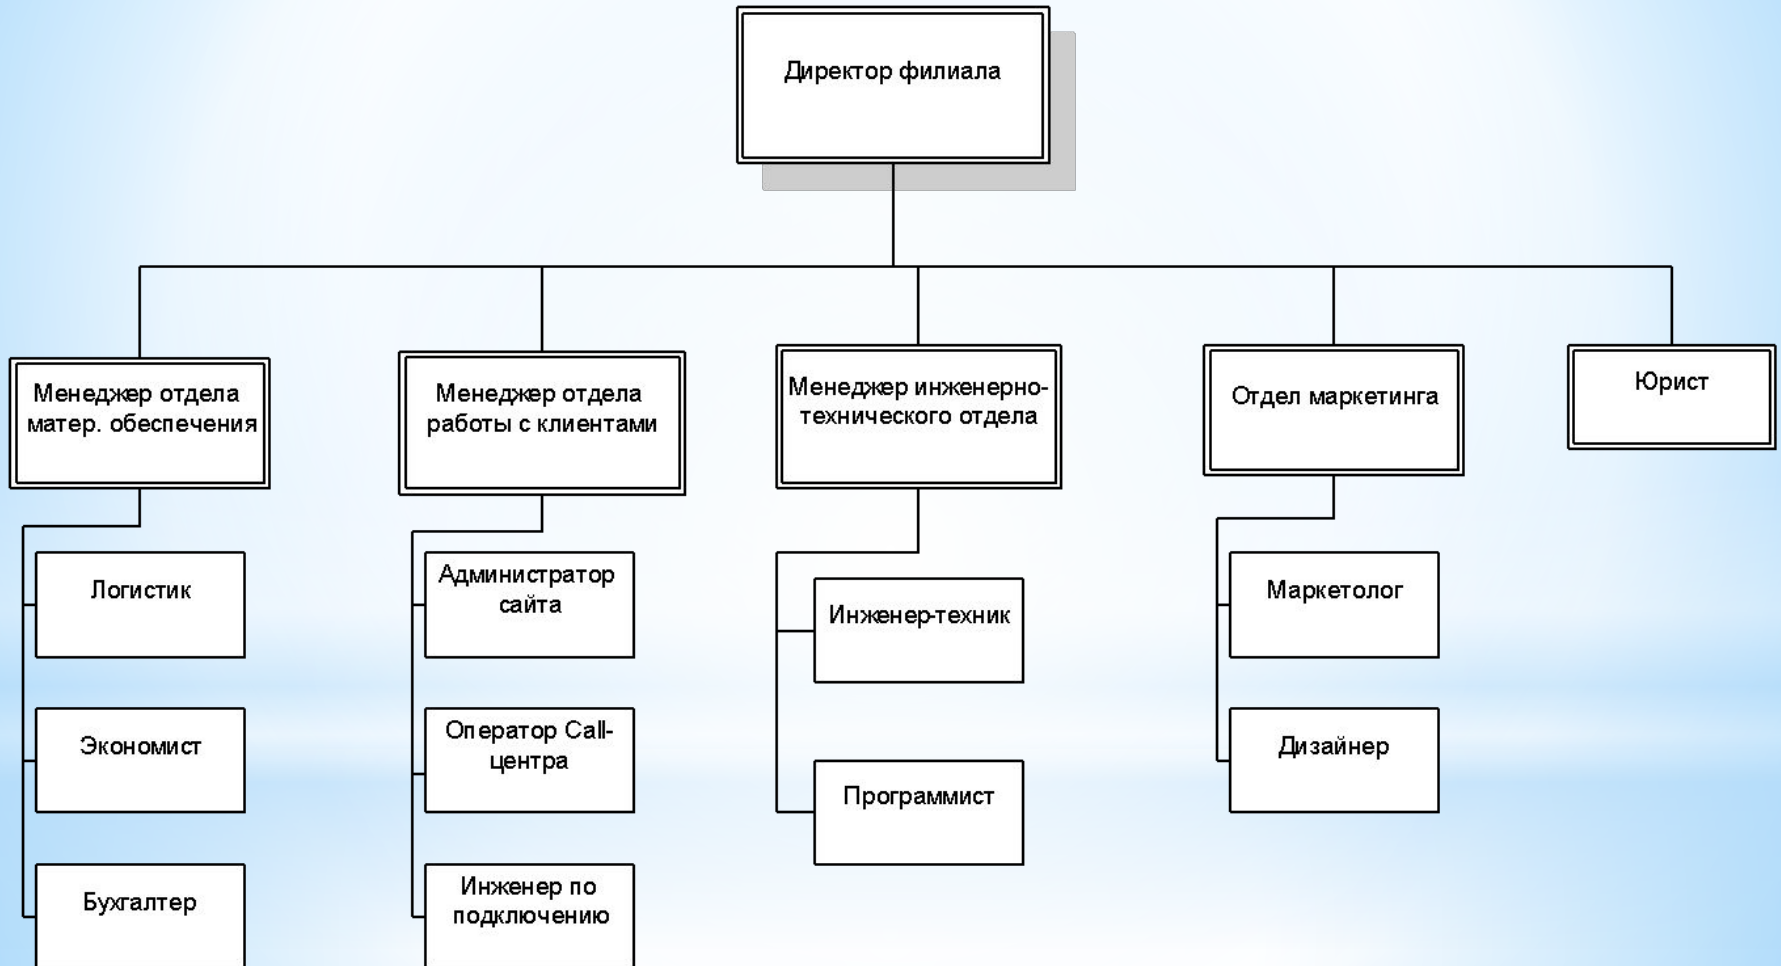 Директор филиала
Менеджер отдела
матер. обеспечения
Менеджер отдела
работы с клиентами
Менеджер инженерно-
технического отдела
Отдел маркетинга
Юрист
Логистик
Экономист
Бухгалтер
Администратор
сайта
Оператор Call-
центра
Инженер по
подключению
Инженер-техник
Программист
Маркетолог
Дизайнер